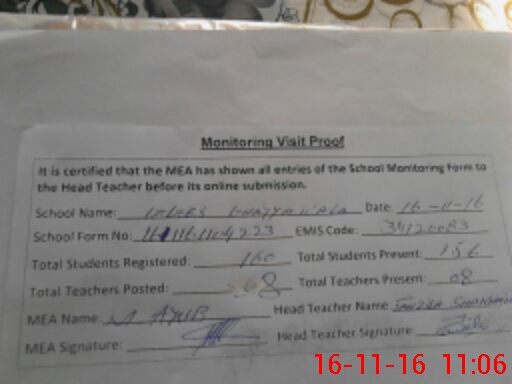 Monitoring Visit Proof
It is certified that the MEA has shown all entries of the School Monitoring Form to
the Head Teacher before its online submission.
School Name: Date 16-11-16
School Form No: EMIS Code:
Total Students Registered: 160 Total Students Present: 156
Total Teachers Posted: 08 Total Teachers Present: 08
MEA Name: M. AYUB Head Teacher Name:
MEA Signature: Head Teacher Signature:
16-11-16 11:06